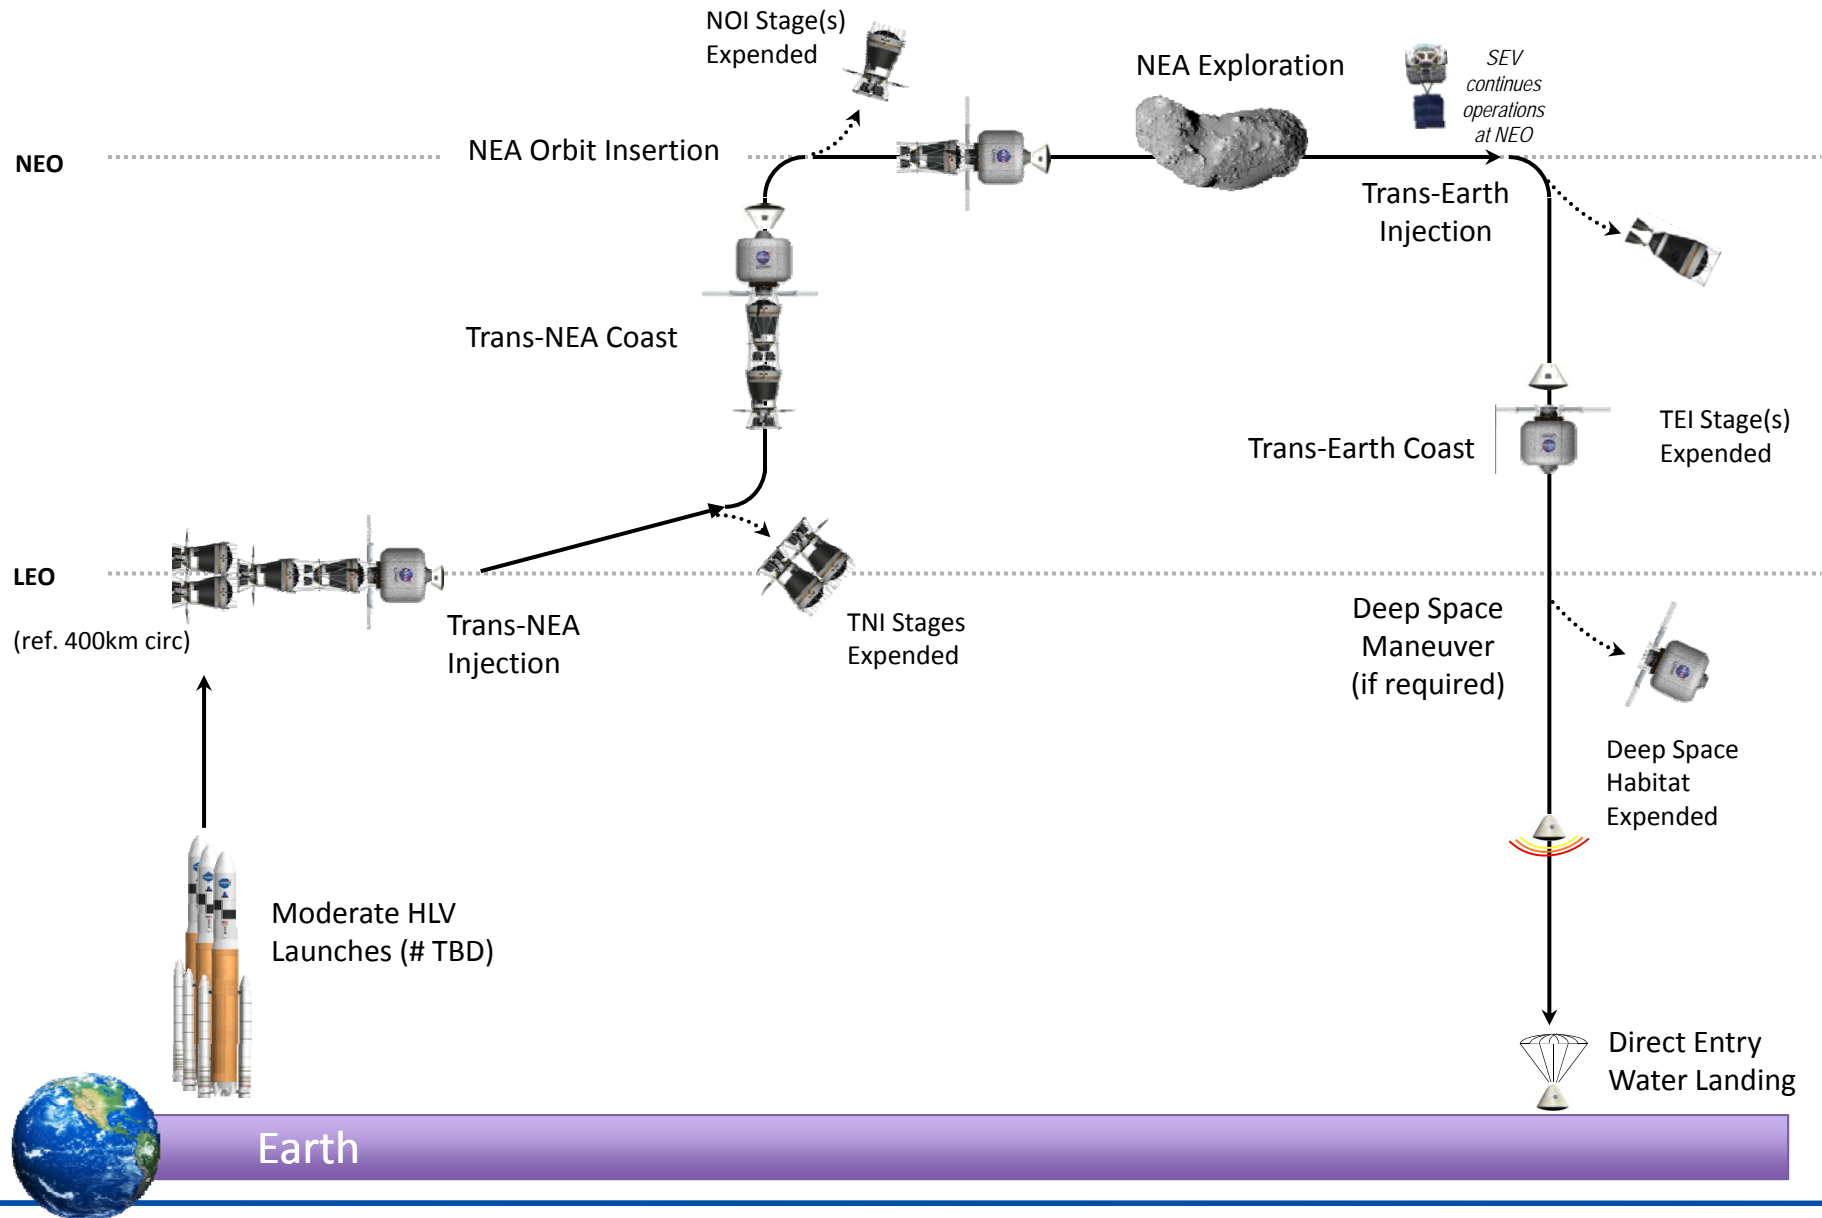 NOI Stage(s)
Expended
NEA Exploration
SEV
continues
operations
at NEO
NEO
NEA Orbit Insertion
Trans-Earth
Injection
Trans-NEA Coast
Trans-Earth Coast
TEI Stage(s)
Expended
LEO
(ref. 400km circ)
Trans-NEA
Injection
TNI Stages
Expended
Deep Space
Maneuver
(if required)
Deep Space
Habitat
Expended
Moderate HLV
Launches (# TBD)
Direct Entry
Water Landing
Earth